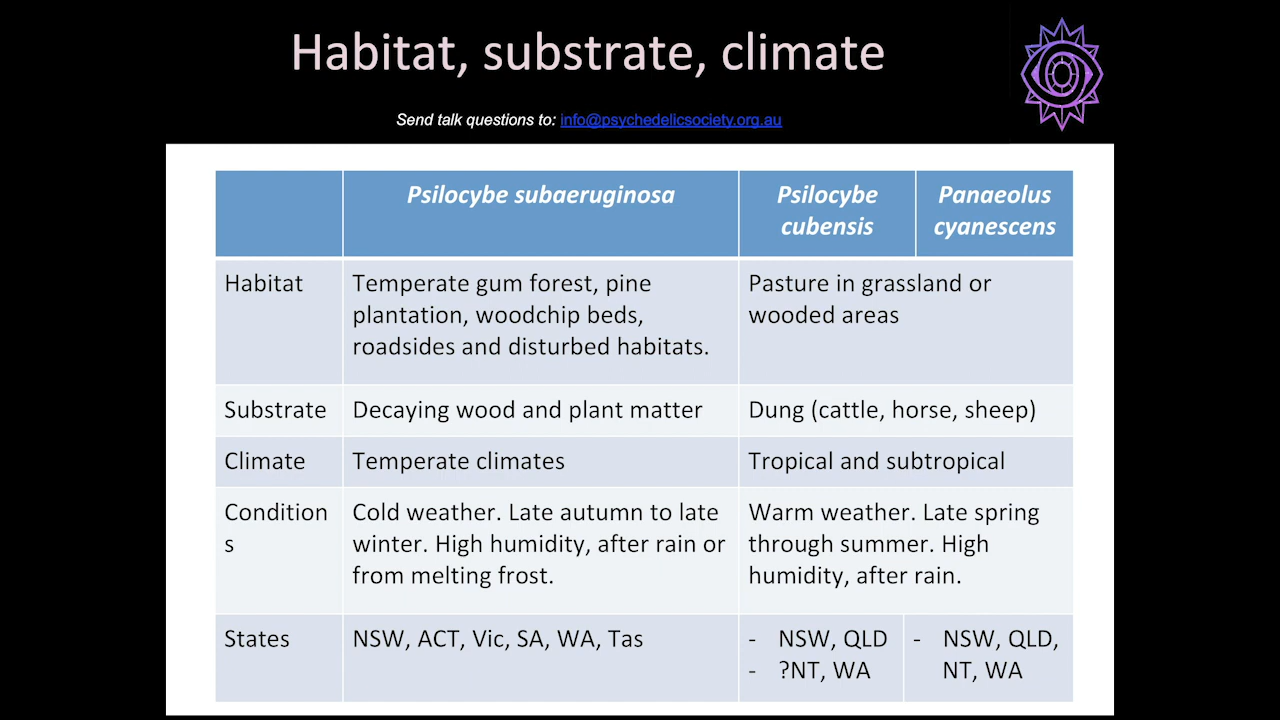 Habitat, substrate, climate
Send talk questions to: info@psychedelicsociety.org.au
Psilocybe subaeruginosa
Psilocybe
cubensis
Panaeolus
cyanescens
Habitat
Temperate gum forest, pine
plantation, woodchip beds,
roadsides and disturbed habitats.
Pasture in grassland or
wooded areas
Substrate
Decaying wood and plant matter
Dung (cattle, horse, sheep)
Climate
Temperate climates
Tropical and subtropical
Condition
s
Cold weather. Late autumn to late
winter. High humidity, after rain or
from melting frost.
Warm weather. Late spring
through summer. High
humidity, after rain.
States
NSW, ACT, Vic, SA, WA, Tas
- NSW, QLD
- ?NT, WA
- NSW, QLD,
NT, WA